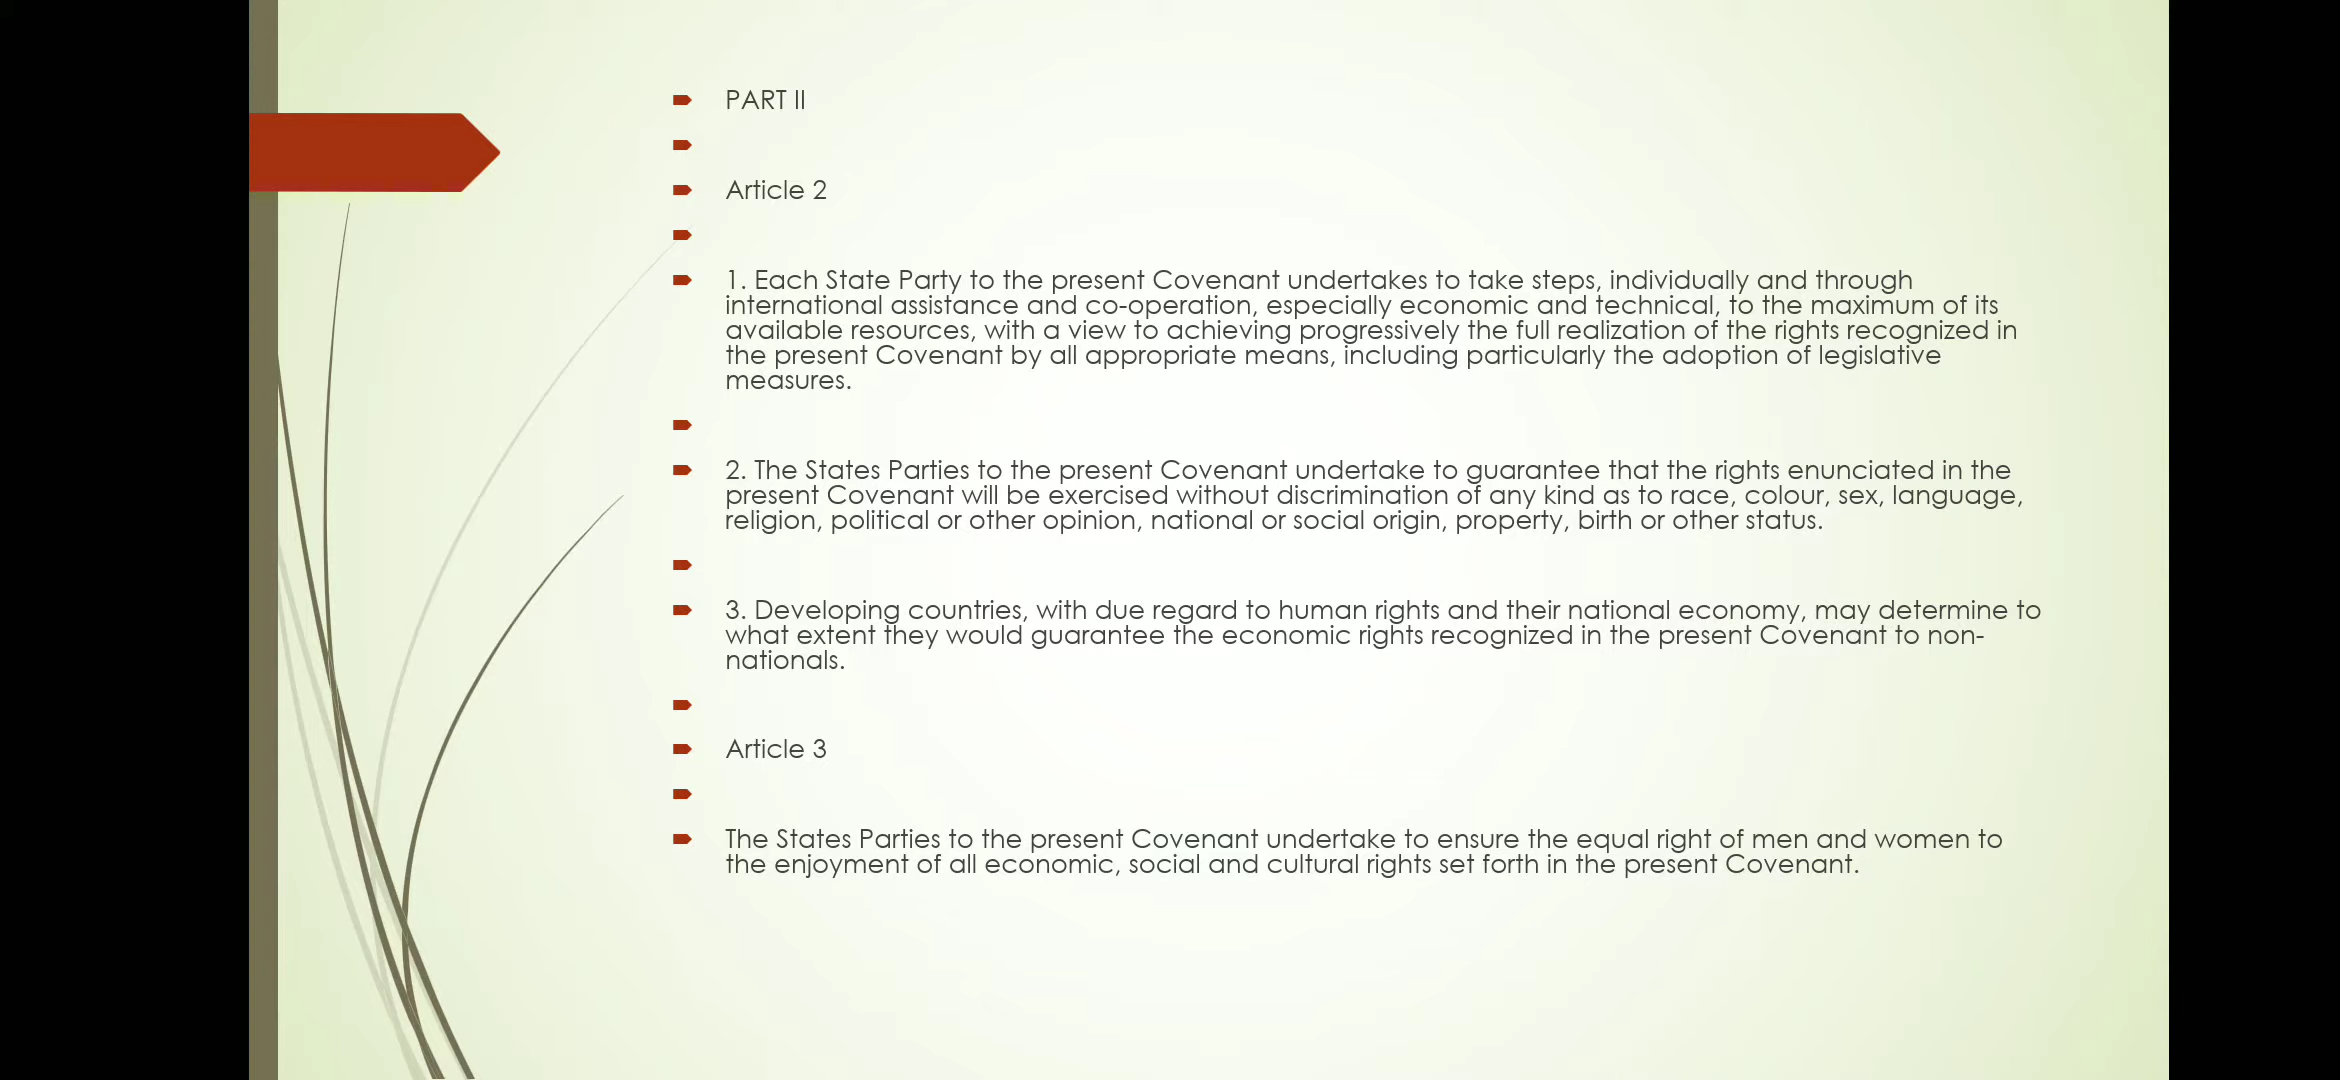 PART II
Article 2
1. Each State Party to the present Covenant undertakes to take steps, individually and through
international assistance and co-operation, especially economic and technical, to the maximum of its
available resources, with a view to achieving progressively the full realization of the rights recognized in
the present Covenant by all appropriate means, including particularly the adoption of legislative
measures.
2. The States Parties to the present Covenant undertake to guarantee that the rights enunciated in the
present Covenant will be exercised without discrimination of any kind as to race, colour, sex, language,
religion, political or other opinion, national or social origin, property, birth or other status.
3. Developing countries, with due regard to human rights and their national economy, may determine to
what extent they would guarantee the economic rights recognized in the present Covenant to non-
nationals.
Article 3
The States Parties to the present Covenant undertake to ensure the equal right of men and women to
the enjoyment of all economic, social and cultural rights set forth in the present Covenant.